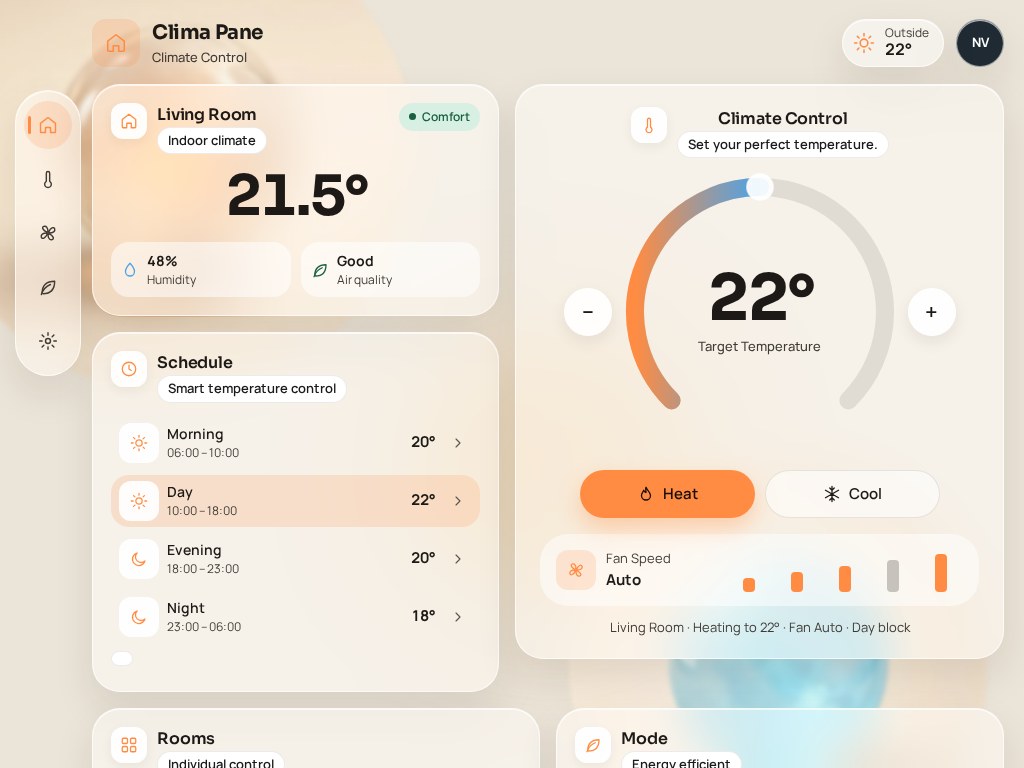 Clima Pane
Climate Control
Outside
22°
NV
Living Room
Indoor climate
Comfort
21.5°
48%
Humidity
Good
Air quality
Schedule
Smart temperature control
Morning
06:00 – 10:00
20°
Day
10:00 – 18:00
22°
Evening
18:00 – 23:00
20°
Night
23:00 – 06:00
18°
Climate Control
Set your perfect temperature.
22°
Target Temperature
−
+
Heat
Cool
Fan Speed
Auto
Living Room · Heating to 22° · Fan Auto · Day block
Rooms
Individual control
Mode
Energy efficient